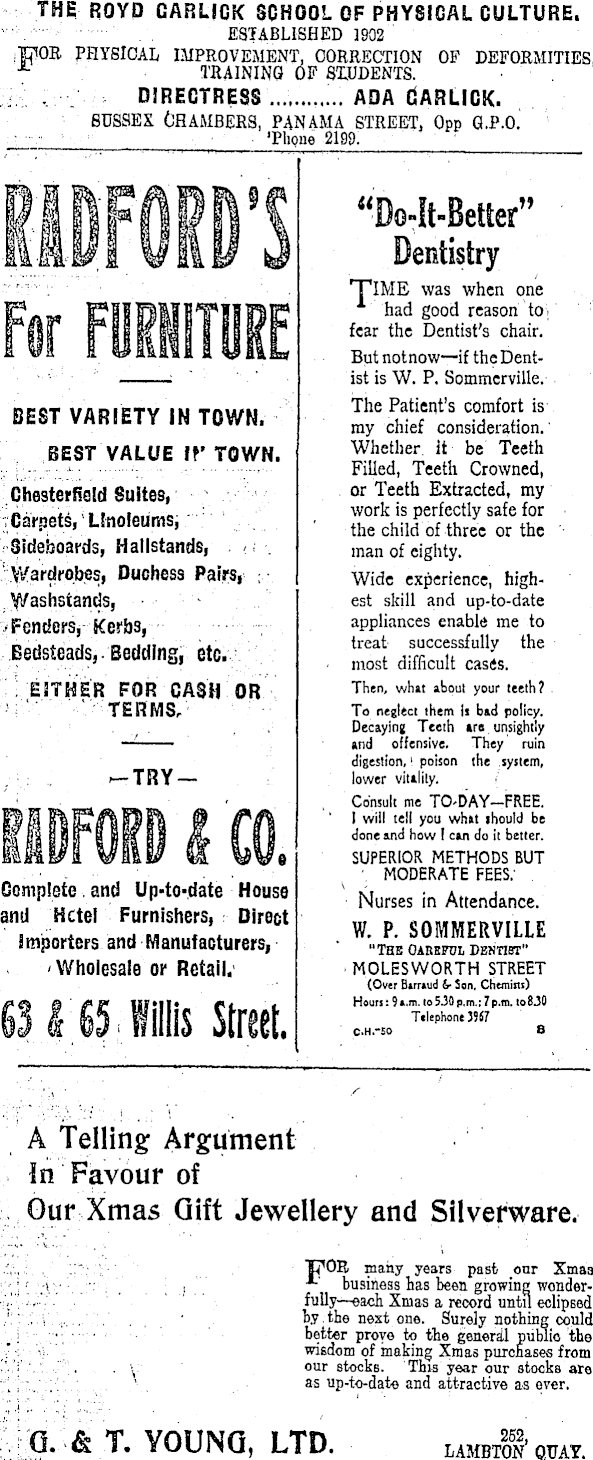 THE ROYD GARLICK SCHOOL OF PHYSICAL CULTURE.
ESTABLISHED 1902
FOR PHYSICAL IMPROVEMENT, CORRECTION OF DEFORMITIES
TRAINING OF STUDENTS.
DIRECTRESS ............ ADA GARLICK.
SUSSEX CHAMBERS, PANAMA STREET, Opp G.P.O.
'Phone 2199.
RADFORD'S
For FURNITURE
BEST VARIETY IN TOWN.
BEST VALUE IN TOWN.
Chesterfield Suites,
Carpets, Linoleums,
Sideboards, Hallstands,
Wardrobes, Duchess Pairs,
Washstands,
Fenders, Kerbs,
Bedsteads, Bedding, etc.
EITHER FOR CASH OR
TERMS.
—TRY—
RADFORD & CO.
Complete and Up-to-date House
and Hotel Furnishers, Direct
Importers and Manufacturers,
Wholesale or Retail.
63 & 65 Willis Street.
"Do-It-Better"
Dentistry
TIME was when one
had good reason to
fear the Dentist's chair.
But not now—if the Dent-
ist is W. P. Sommerville.
The Patient's comfort is
my chief consideration.
Whether it be Teeth
Filled, Teeth Crowned,
or Teeth Extracted, my
work is perfectly safe for
the child of three or the
man of eighty.
Wide experience, high-
est skill and up-to-date
appliances enable me to
treat successfully the
most difficult cases.
Then, what about your teeth?
To neglect them is bad policy.
Decaying Teeth are unsightly
and offensive. They ruin
digestion, poison the system,
lower vitality.
Consult me TO-DAY—FREE.
I will tell you what should be
done and how I can do it better.
SUPERIOR METHODS BUT
MODERATE FEES.
Nurses in Attendance.
W. P. SOMMERVILLE
"THE CAREFUL DENTIST"
MOLESWORTH STREET
(Over Barraud & Son, Chemists)
Hours: 9 a.m. to 5.30 p.m.; 7 p.m. to 8.30
Telephone 3967
C.H.-50 B
A Telling Argument
In Favour of
Our Xmas Gift Jewellery and Silverware.
FOR many years past our Xmas
business has been growing wonder-
fully—each Xmas a record until eclipsed
by the next one. Surely nothing could
better prove to the general public the
wisdom of making Xmas purchases from
our stocks. This year our stocks are
as up-to-date and attractive as ever.
G. & T. YOUNG, LTD.
252,
LAMBTON QUAY.